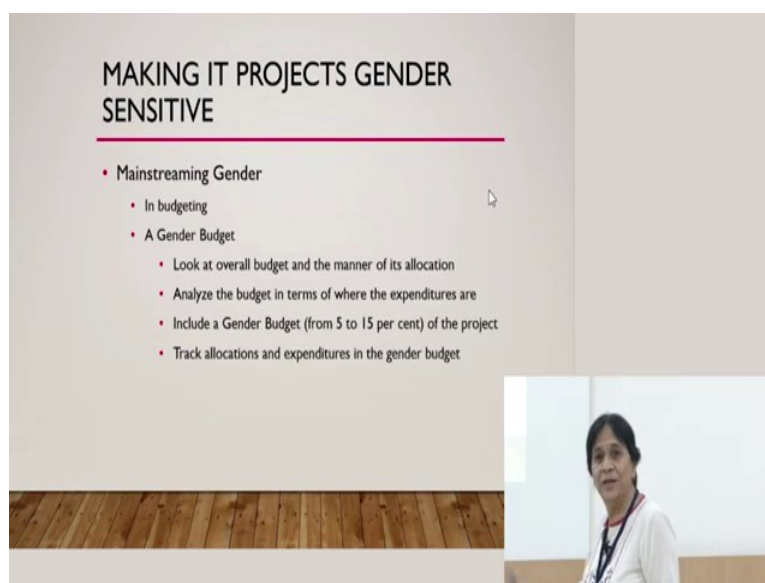 MAKING IT PROJECTS GENDER
SENSITIVE
• Mainstreaming Gender
• In budgeting
• A Gender Budget
• Look at overall budget and the manner of its allocation
• Analyze the budget in terms of where the expenditures are
• Include a Gender Budget (from 5 to 15 per cent) of the project
• Track allocations and expenditures in the gender budget